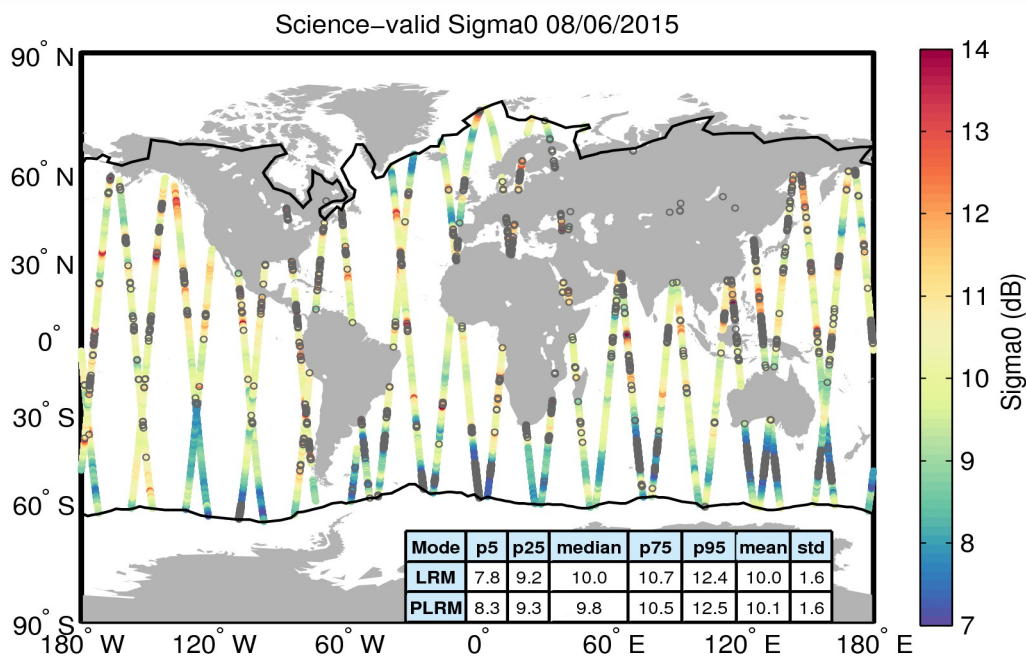 Science−valid Sigma0 08/06/2015
90° N
60° N
30° N
0°
30° S
60° S
90° S
180° W
120° W
60° W
0°
60° E
120° E
180° E
14
13
12
11
10
9
8
7
Sigma0 (dB)
Mode p5 p25 median p75 p95 mean std
LRM 7.8 9.2 10.0 10.7 12.4 10.0 1.6
PLRM 8.3 9.3 9.8 10.5 12.5 10.1 1.6